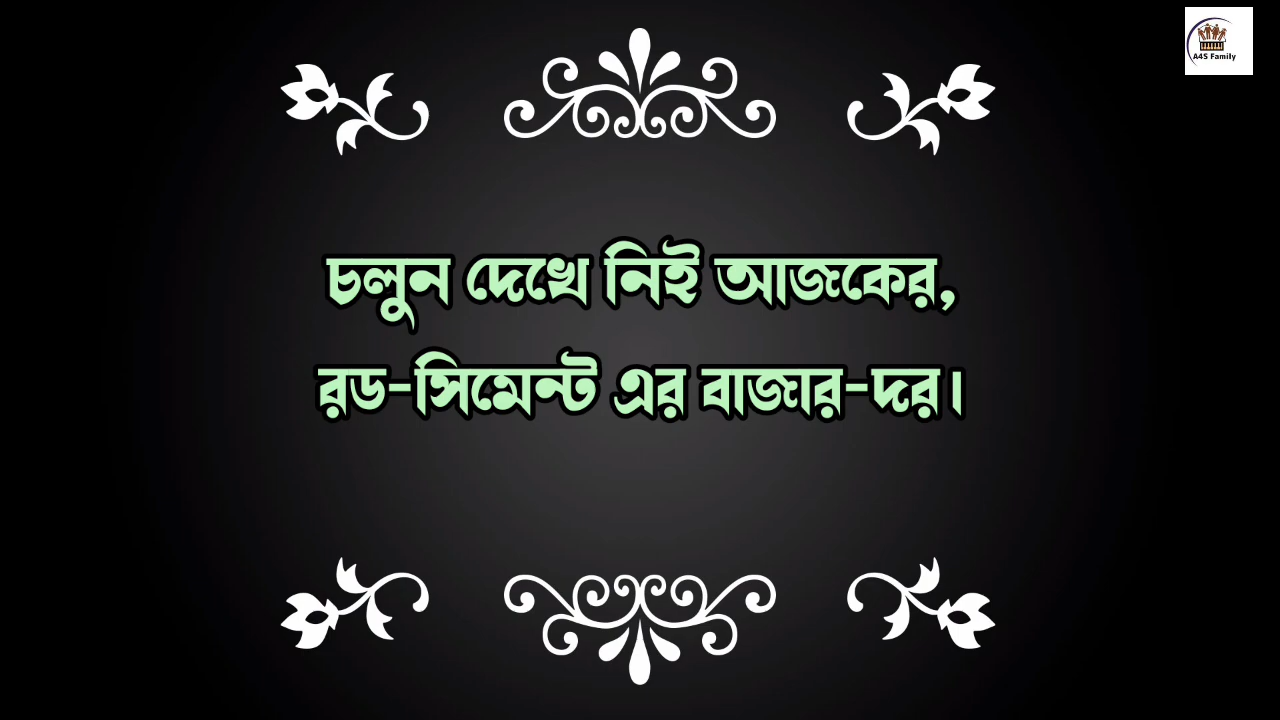 A4S Family
চলুন দেখে নিই আজকের,
রড-সিমেন্ট এর বাজার-দর।